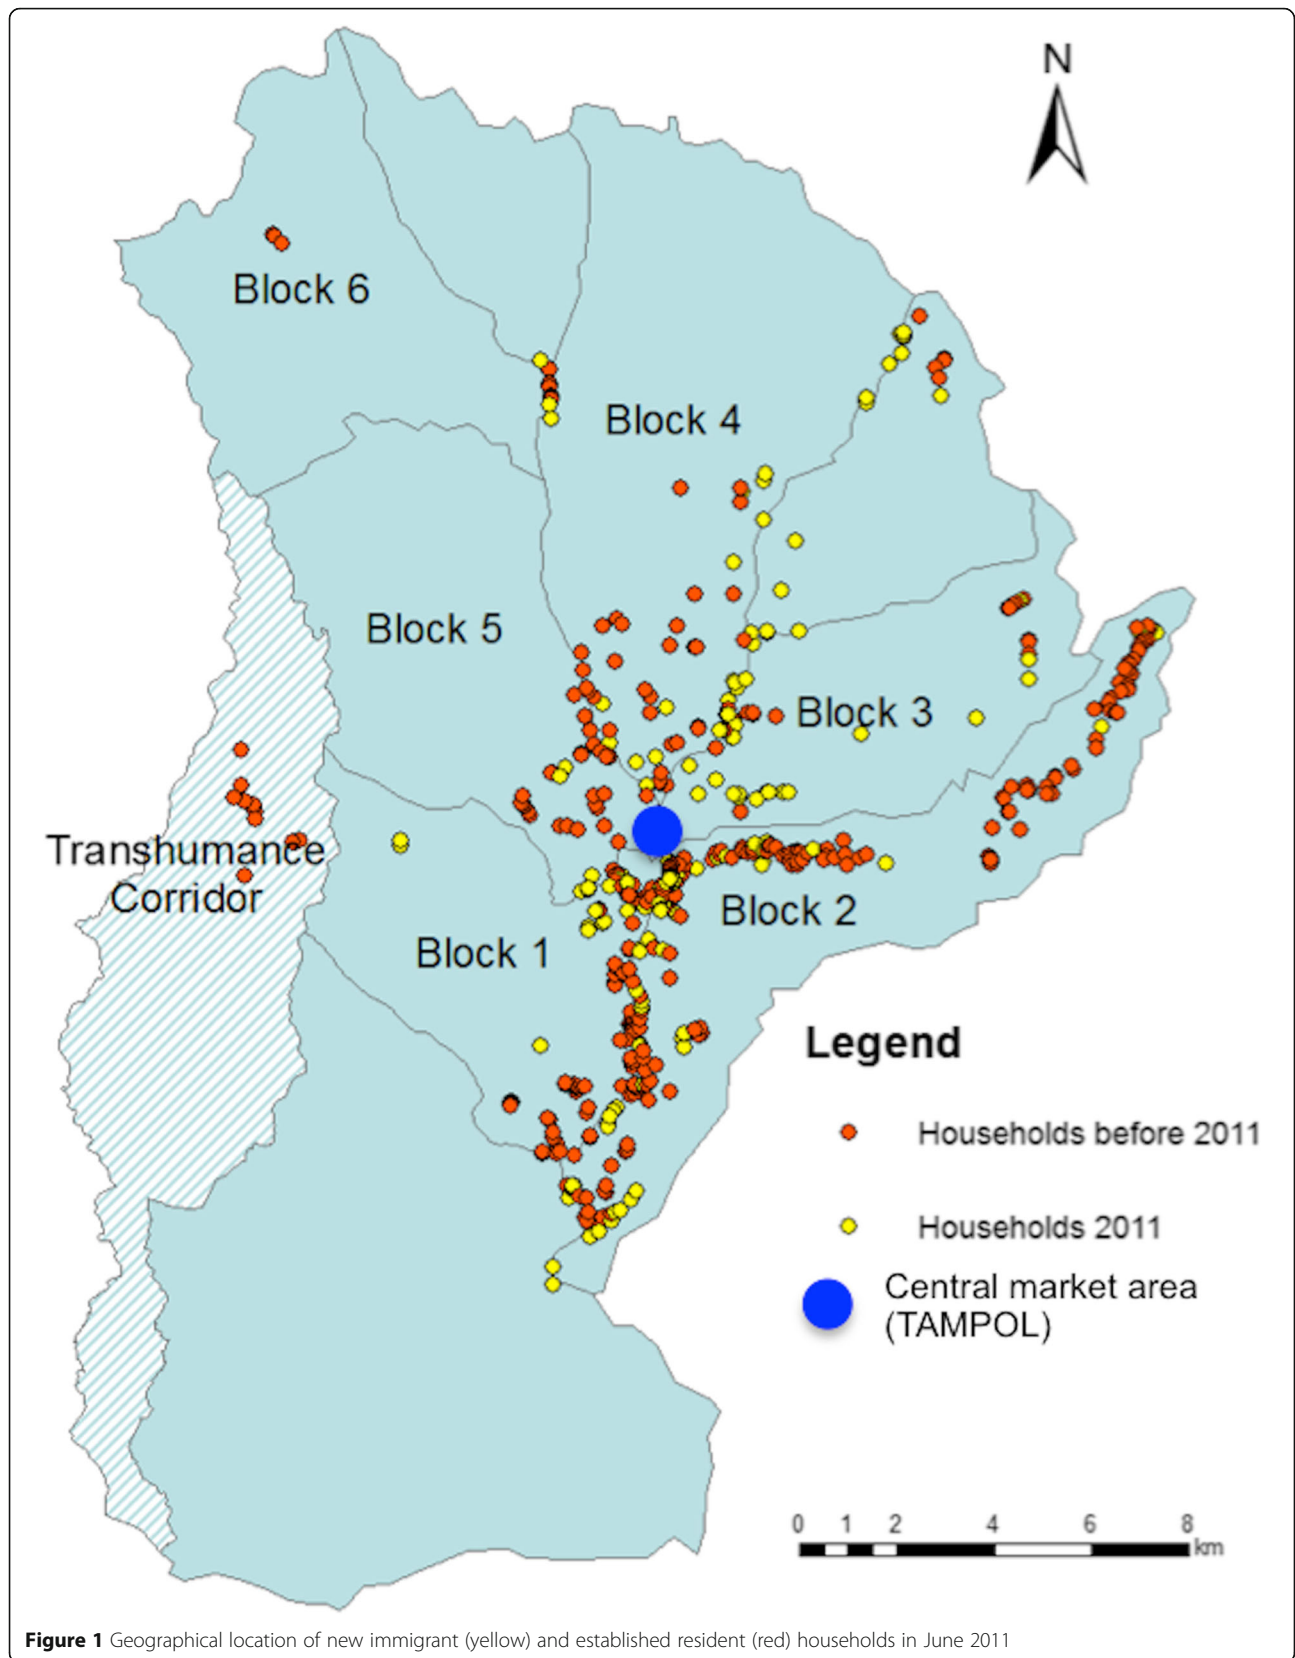 N
Block 6
Block 4
Block 5
Block 3
Transhumance
Corridor
Block 2
Block 1
Legend
Households before 2011
Households 2011
Central market area
(TAMPOL)
0 1 2 4 6 8
km
Figure 1 Geographical location of new immigrant (yellow) and established resident (red) households in June 2011